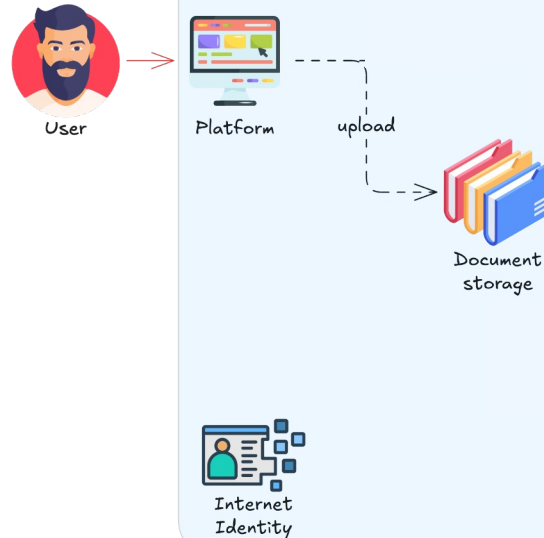 User
Platform
upload
Document
storage
Internet
Identity